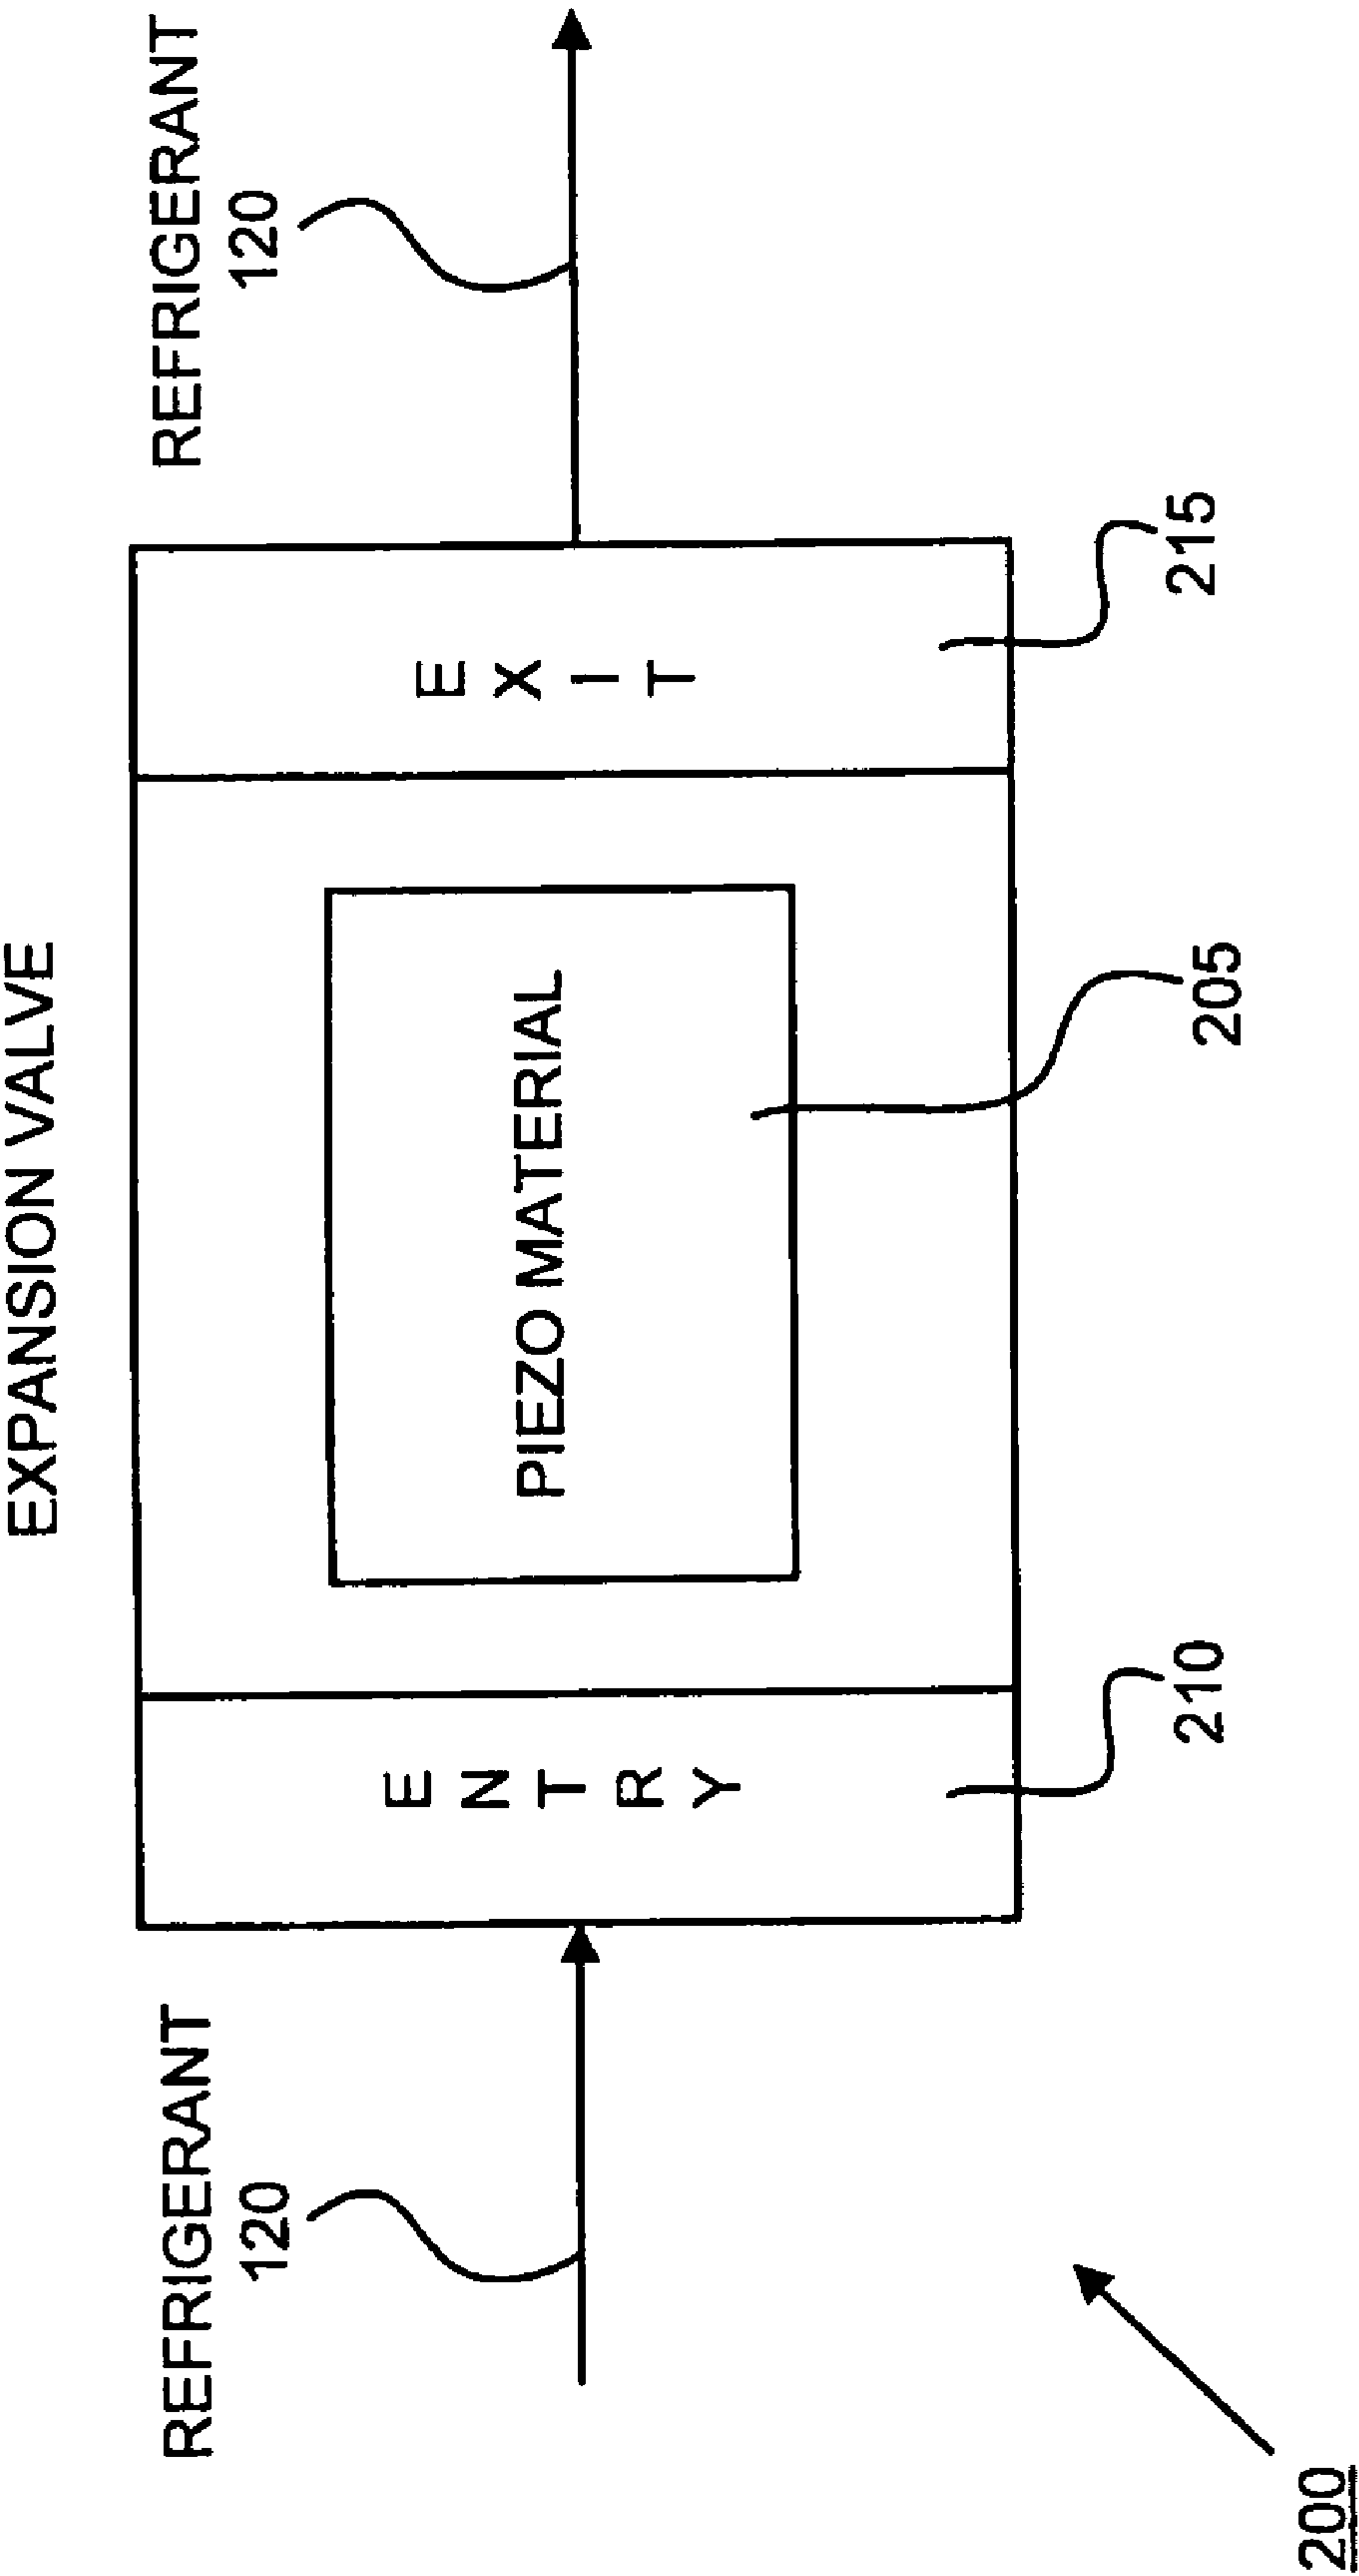 EXPANSION VALVE
REFRIGERANT
120
REFRIGERANT
120
ENTRY
PIEZO MATERIAL
EXIT
210
205
215
200